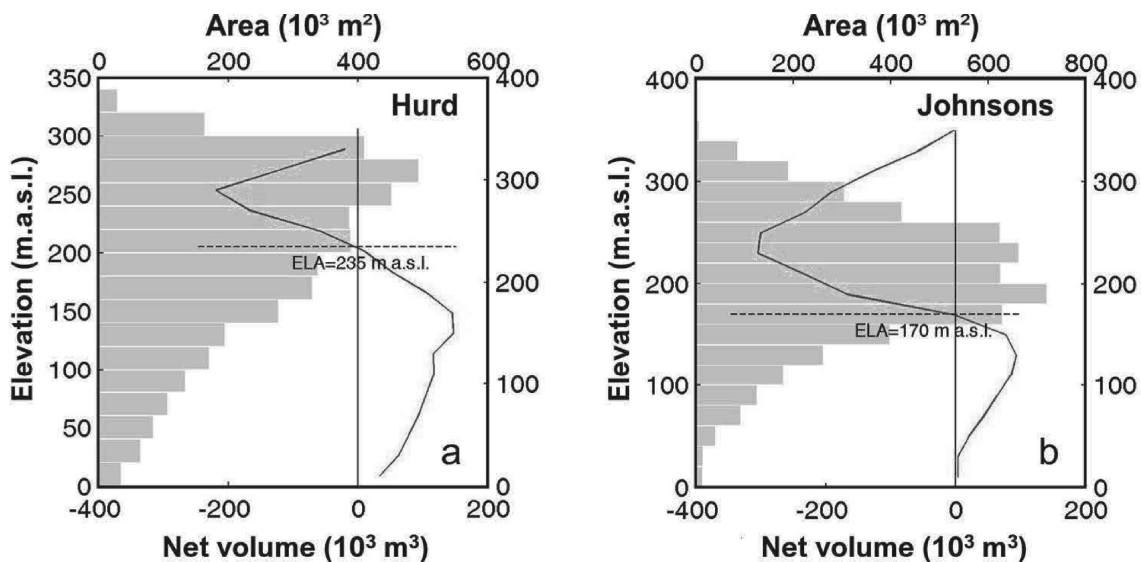 Area (10³ m²)
0 200 400 600
Hurd
Elevation (m.a.s.l.)
350
300
250
200
150
100
50
0
400
300
200
100
0
ELA=235 m a.s.l.
a
-400 -200 0 200
Net volume (10³ m³)
Area (10³ m²)
0 200 400 600 800
Johnsons
Elevation (m.a.s.l.)
400
300
200
100
0
400
300
200
100
0
ELA=170 m a.s.l.
b
-400 -200 0 200
Net volume (10³ m³)